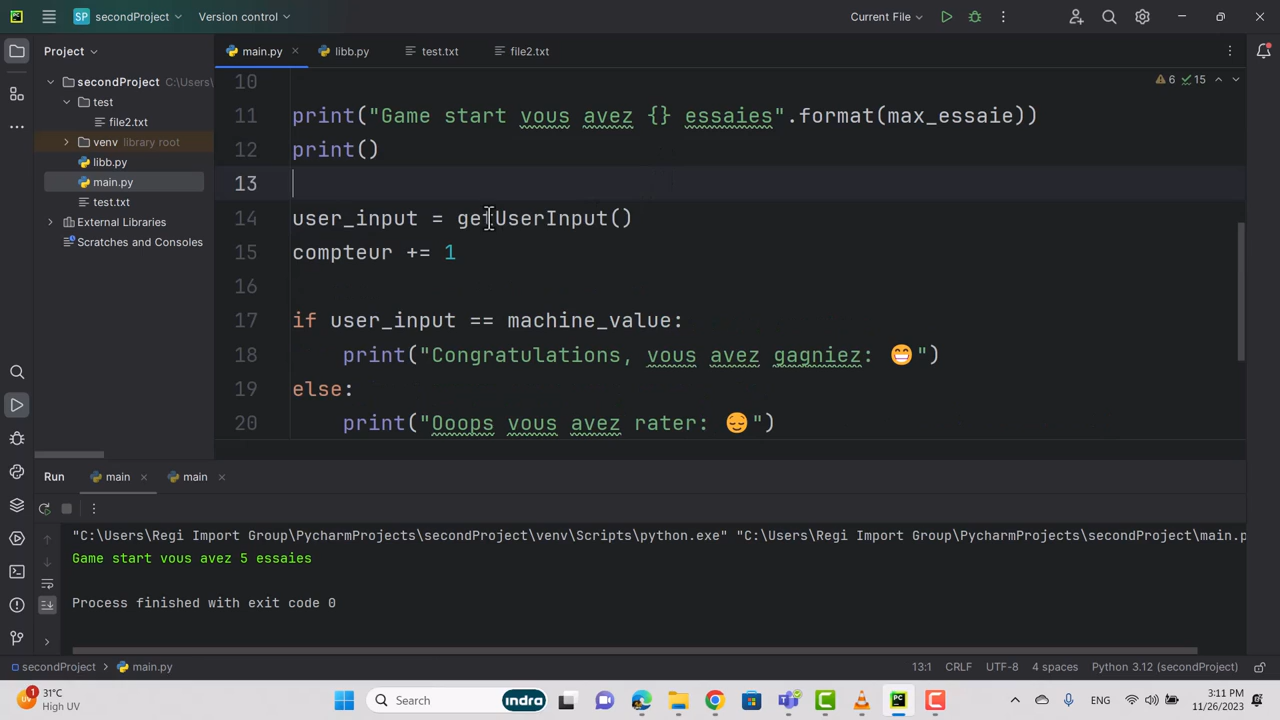 SP secondProject Version control Current File
Project
main.py libb.py test.txt file2.txt
secondProject C:\Users\
test
file2.txt
venv library root
libb.py
main.py
test.txt
External Libraries
Scratches and Consoles
6 15
10
11 print("Game start vous avez {} essaies".format(max_essaie))
12 print()
13
14 user_input = getUserInput()
15 compteur += 1
16
17 if user_input == machine_value:
18 print("Congratulations, vous avez gagniez: 😁")
19 else:
20 print("Ooops vous avez rater: 😌")
Run main main
"C:\Users\Regi Import Group\PycharmProjects\secondProject\venv\Scripts\python.exe" "C:\Users\Regi Import Group\PycharmProjects\secondProject\main.p
Game start vous avez 5 essaies
Process finished with exit code 0
secondProject > main.py 13:1 CRLF UTF-8 4 spaces Python 3.12 (secondProject)
1 31°C
High UV
Search indra
PC
ENG
3:11 PM
11/26/2023